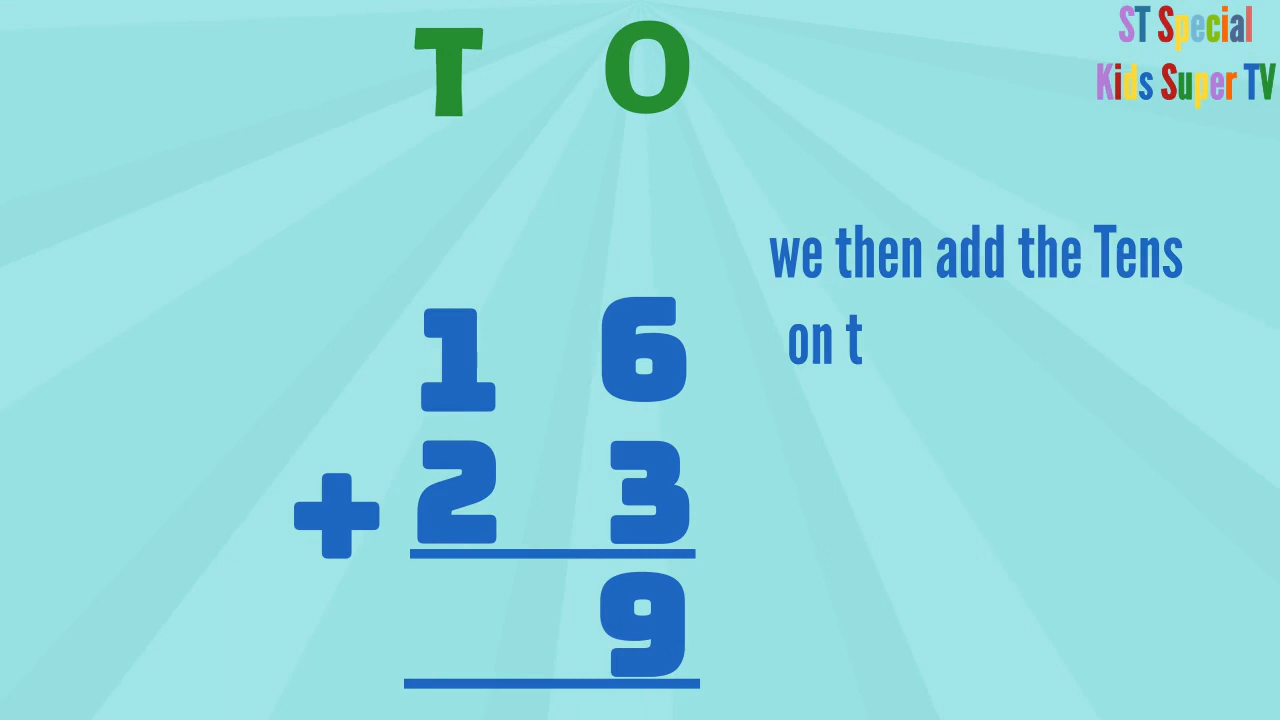 T O
ST Special
Kids Super TV
we then add the Tens
on t
1 6
+ 2 3
9